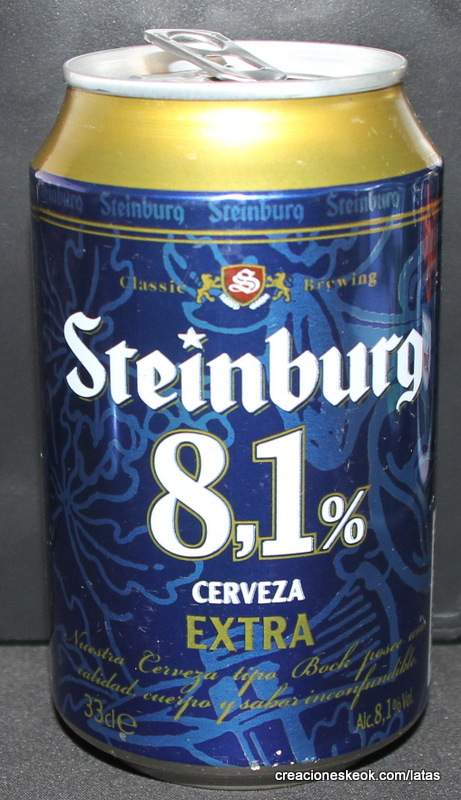 Steinburg Steinburg Steinburg
Classic S Brewing
Steinburg
8,1%
CERVEZA
EXTRA
Nuestra Cerveza tipo Bock posee una
calidad, cuerpo y sabor inconfundible.
33cl e
Alc.8,1% Vol.
creacioneskeok.com/latas